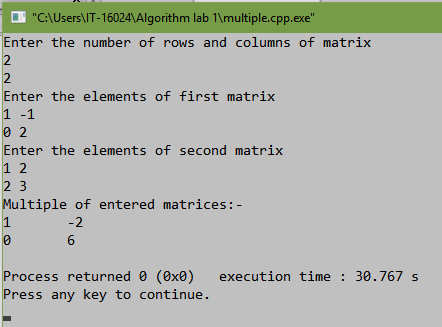 "C:\Users\IT-16024\Algorithm lab 1\multiple.cpp.exe"
Enter the number of rows and columns of matrix
2
2
Enter the elements of first matrix
1 -1
0 2
Enter the elements of second matrix
1 2
2 3
Multiple of entered matrices:-
1 -2
0 6
Process returned 0 (0x0) execution time : 30.767 s
Press any key to continue.